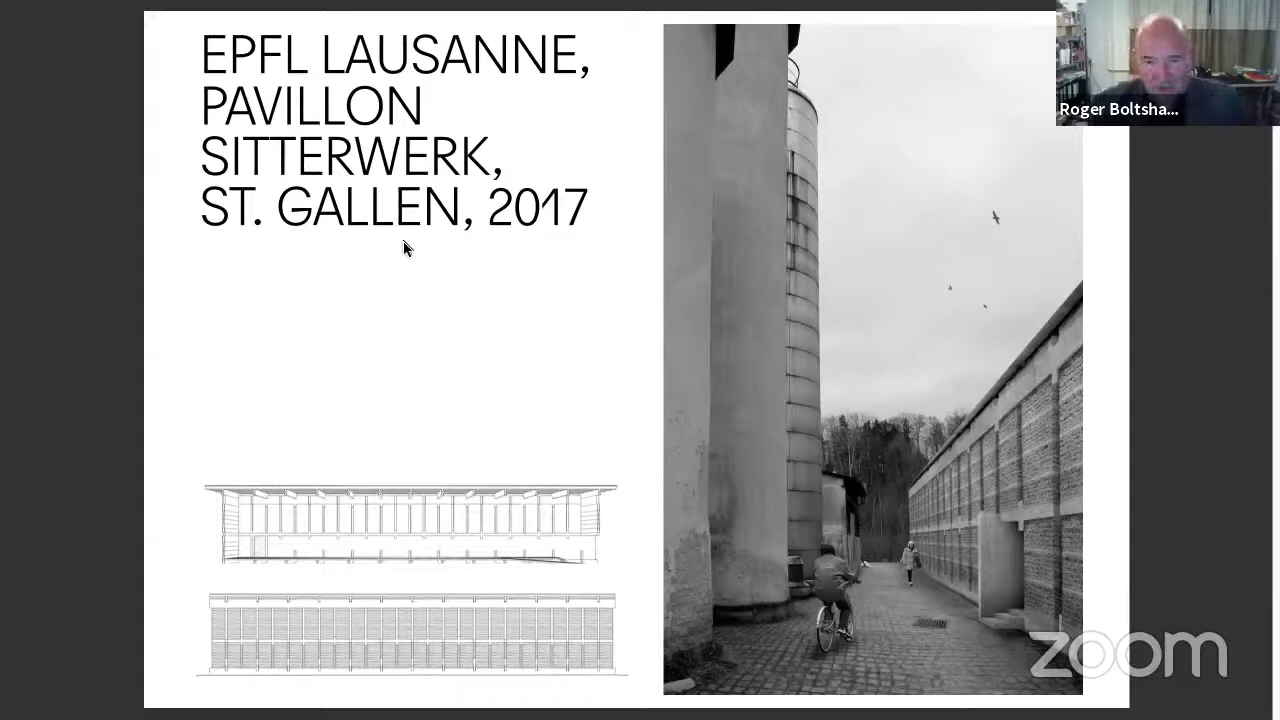 EPFL LAUSANNE,
PAVILLON
SITTERWERK,
ST. GALLEN, 2017
Roger Boltsha...
zoom